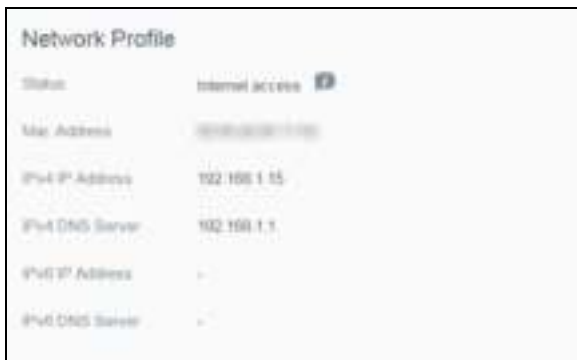 Network Profile
Status Internet access
Mac Address
IPv4 IP Address 192.168.1.15
IPv4 DNS Server 192.168.1.1
IPv6 IP Address -
IPv6 DNS Server -